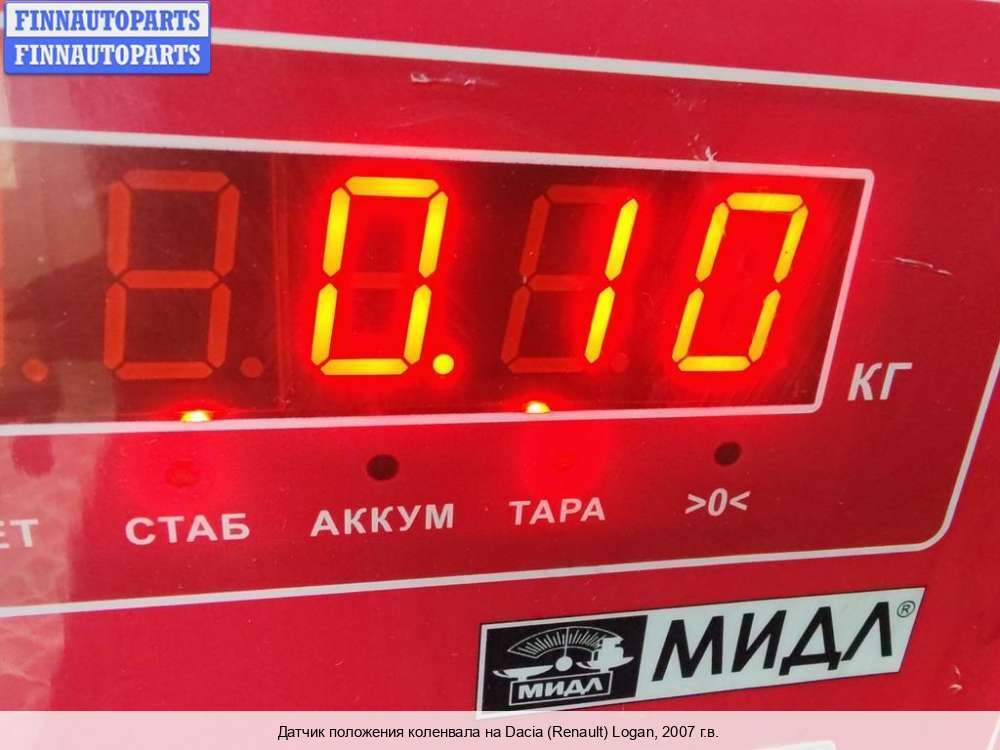 FINNAUTOPARTS
FINNAUTOPARTS
0.10
КГ
ЕТ СТАБ АККУМ ТАРА >0<
МИДЛ МИДЛ®
Датчик положения коленвала на Dacia (Renault) Logan, 2007 г.в.